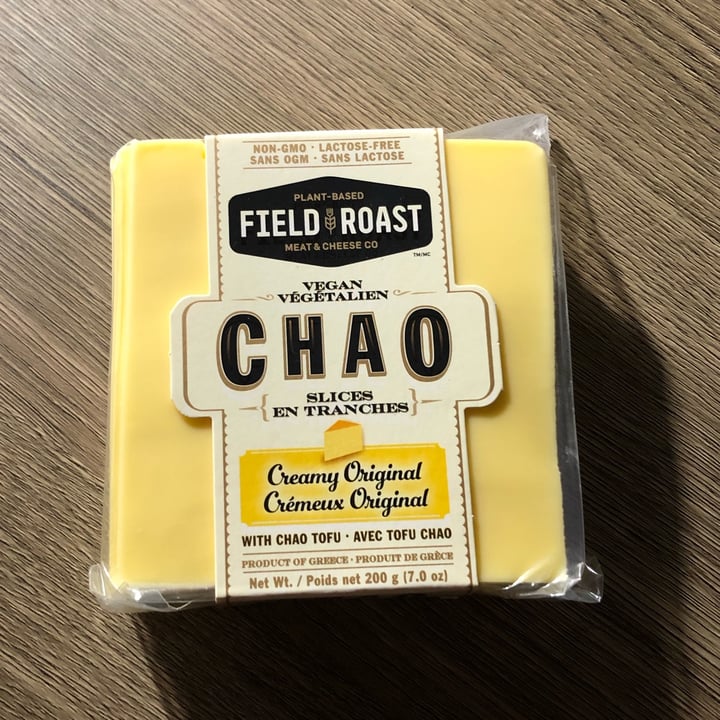 NON-GMO · LACTOSE-FREE
SANS OGM · SANS LACTOSE
PLANT-BASED
FIELD ROAST
MEAT & CHEESE CO
TM/MC
VEGAN
VÉGÉTALIEN
CHAO
SLICES
EN TRANCHES
Creamy Original
Crémeux Original
WITH CHAO TOFU · AVEC TOFU CHAO
PRODUCT OF GREECE · PRODUIT DE GRÈCE
Net Wt. / Poids net 200 g (7.0 oz)